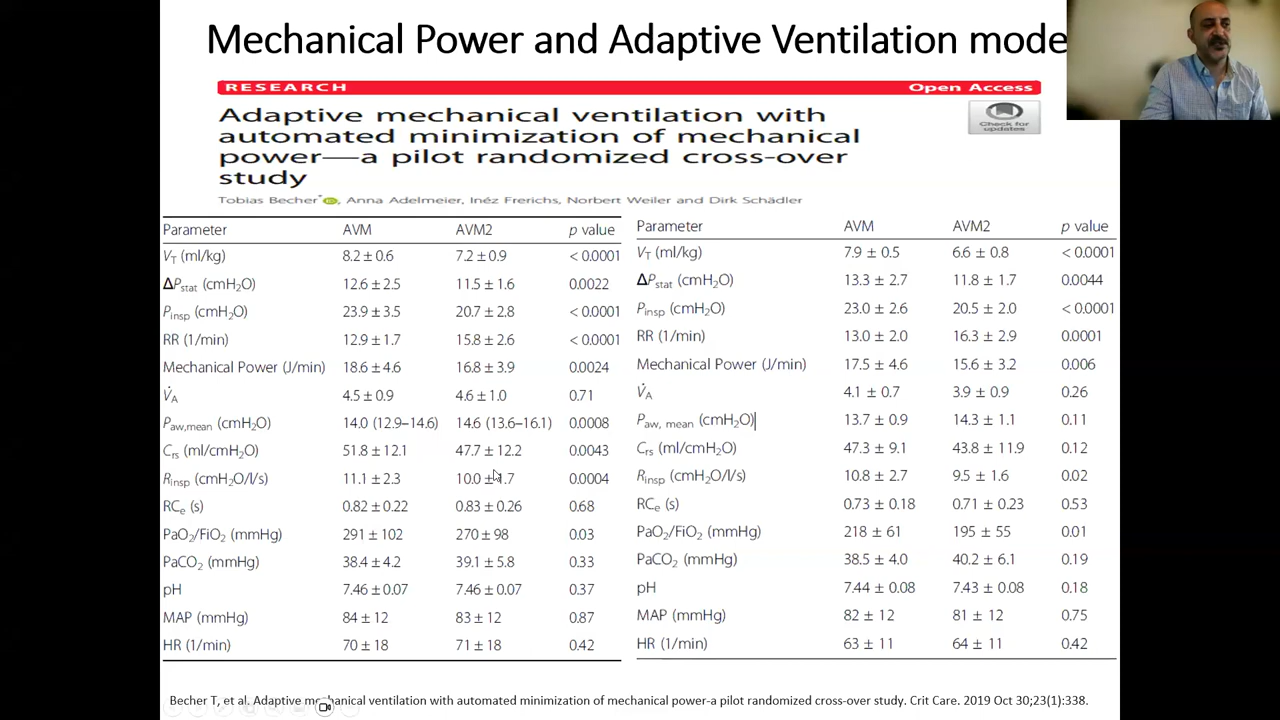 Mechanical Power and Adaptive Ventilation mode
RESEARCH Open Access
Adaptive mechanical ventilation with
automated minimization of mechanical
power—a pilot randomized cross-over
study
Check for
updates
Tobias Becher*, Anna Adelmeier, Inéz Frerichs, Norbert Weiler and Dirk Schädler
Parameter AVM AVM2 p value
VT (ml/kg) 8.2 ± 0.6 7.2 ± 0.9 < 0.0001
ΔPstat (cmH2O) 12.6 ± 2.5 11.5 ± 1.6 0.0022
Pinsp (cmH2O) 23.9 ± 3.5 20.7 ± 2.8 < 0.0001
RR (1/min) 12.9 ± 1.7 15.8 ± 2.6 < 0.0001
Mechanical Power (J/min) 18.6 ± 4.6 16.8 ± 3.9 0.0024
V̇A 4.5 ± 0.9 4.6 ± 1.0 0.71
Paw,mean (cmH2O) 14.0 (12.9–14.6) 14.6 (13.6–16.1) 0.0008
Crs (ml/cmH2O) 51.8 ± 12.1 47.7 ± 12.2 0.0043
Rinsp (cmH2O/l/s) 11.1 ± 2.3 10.0 ± 1.7 0.0004
RCe (s) 0.82 ± 0.22 0.83 ± 0.26 0.68
PaO2/FiO2 (mmHg) 291 ± 102 270 ± 98 0.03
PaCO2 (mmHg) 38.4 ± 4.2 39.1 ± 5.8 0.33
pH 7.46 ± 0.07 7.46 ± 0.07 0.37
MAP (mmHg) 84 ± 12 83 ± 12 0.87
HR (1/min) 70 ± 18 71 ± 18 0.42
Parameter AVM AVM2 p value
VT (ml/kg) 7.9 ± 0.5 6.6 ± 0.8 < 0.0001
ΔPstat (cmH2O) 13.3 ± 2.7 11.8 ± 1.7 0.0044
Pinsp (cmH2O) 23.0 ± 2.6 20.5 ± 2.0 < 0.0001
RR (1/min) 13.0 ± 2.0 16.3 ± 2.9 0.0001
Mechanical Power (J/min) 17.5 ± 4.6 15.6 ± 3.2 0.006
V̇A 4.1 ± 0.7 3.9 ± 0.9 0.26
Paw, mean (cmH2O) 13.7 ± 0.9 14.3 ± 1.1 0.11
Crs (ml/cmH2O) 47.3 ± 9.1 43.8 ± 11.9 0.12
Rinsp (cmH2O/l/s) 10.8 ± 2.7 9.5 ± 1.6 0.02
RCe (s) 0.73 ± 0.18 0.71 ± 0.23 0.53
PaO2/FiO2 (mmHg) 218 ± 61 195 ± 55 0.01
PaCO2 (mmHg) 38.5 ± 4.0 40.2 ± 6.1 0.19
pH 7.44 ± 0.08 7.43 ± 0.08 0.18
MAP (mmHg) 82 ± 12 81 ± 12 0.75
HR (1/min) 63 ± 11 64 ± 11 0.42
Becher T, et al. Adaptive mechanical ventilation with automated minimization of mechanical power-a pilot randomized cross-over study. Crit Care. 2019 Oct 30;23(1):338.